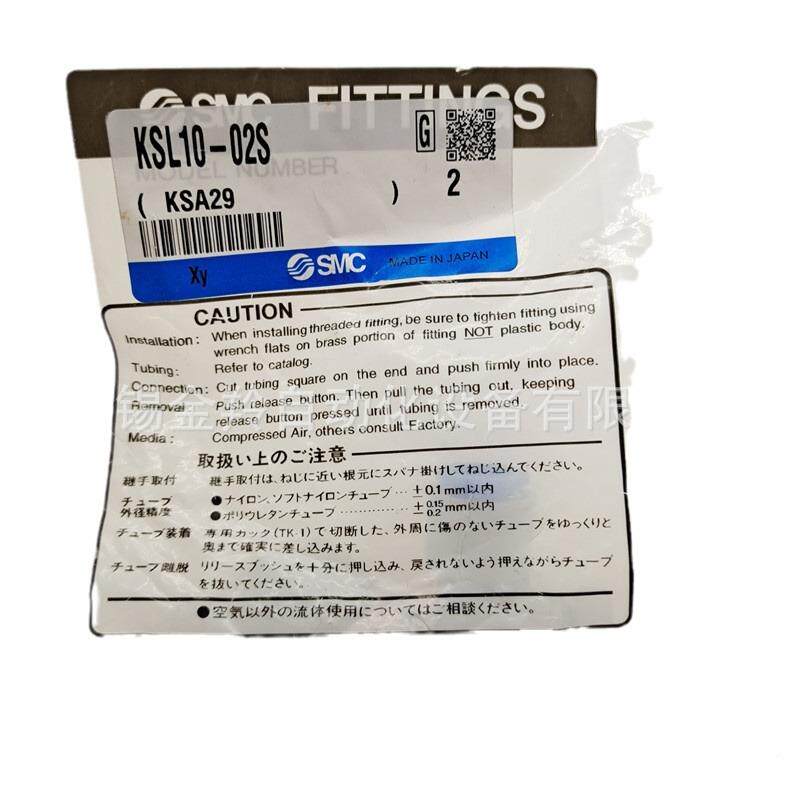 SMC FITTINGS
KSL10-02S
G
MODEL NUMBER
( KSA29 ) 2
Xy SMC MADE IN JAPAN
CAUTION
Installation: When installing threaded fitting, be sure to tighten fitting using
wrench flats on brass portion of fitting NOT plastic body.
Tubing: Refer to catalog.
Connection: Cut tubing square on the end and push firmly into place.
Removal Push release button. Then pull the tubing out, keeping
release button pressed until tubing is removed.
Media: Compressed Air, others consult Factory.
锡金 自动化设备有限
取扱い上のご注意
継手取付 継手取付は、ねじに近い根元にスパナ掛けしてねじ込んでください。
チューブ ●ナイロン、ソフトナイロンチューブ…±0.1mm以内
外径精度 ●ポリウレタンチューブ…………+0.15 -0.2 mm以内
チューブ装着 専用カッタ(TK-1)で切断した、外周に傷のないチューブをゆっくりと
奥まで確実に差し込みます。
チューブ離脱 リリースブッシュを十分に押し込み、戻されないよう押えながらチューブ
を抜いてください。
●空気以外の流体使用についてはご相談ください。